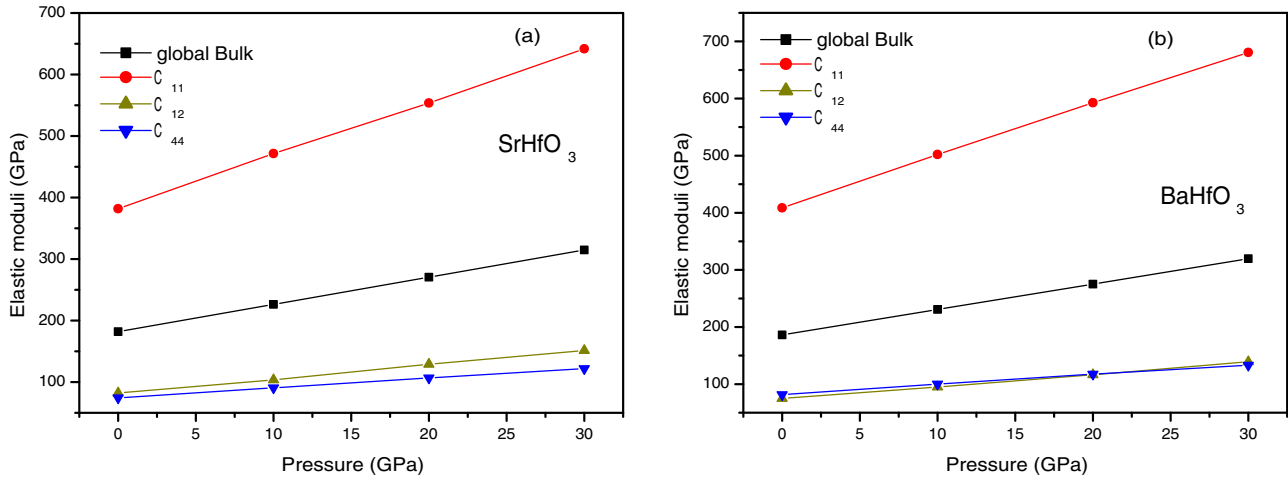 700
600
500
400
300
200
100
Elastic moduli (GPa)
(a)
global Bulk
C 11
C 12
C 44
SrHfO 3
0 5 10 15 20 25 30
Pressure (GPa)
700
600
500
400
300
200
100
Elastic moduli (GPa)
(b)
global Bulk
C 11
C 12
C 44
BaHfO 3
0 5 10 15 20 25 30
Pressure (GPa)